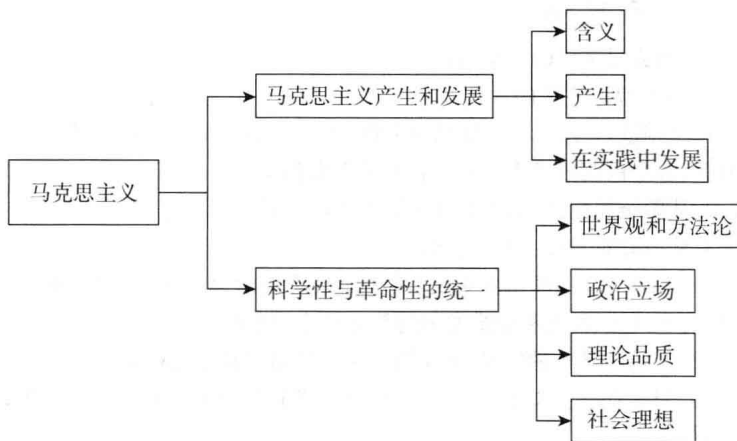 含义
马克思主义产生和发展
产生
在实践中发展
马克思主义
世界观和方法论
科学性与革命性的统一
政治立场
理论品质
社会理想